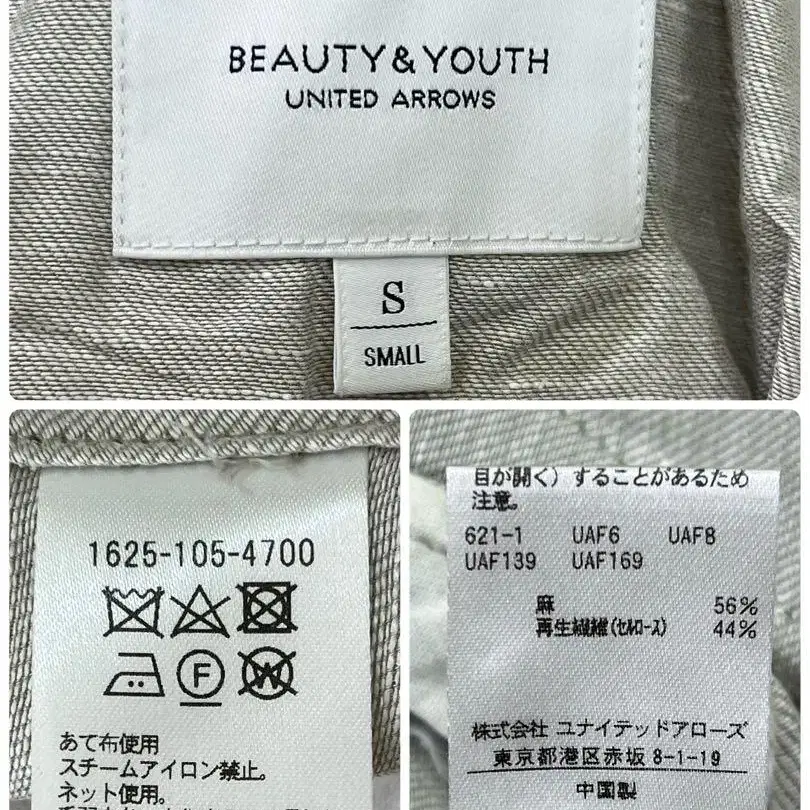 BEAUTY&YOUTH
UNITED ARROWS
S
SMALL
1625-105-4700
F
W
あて布使用
スチームアイロン禁止。
ネット使用。
目が開く)することがあるため
注意。
621-1 UAF6 UAF8
UAF139 UAF169
麻 56%
再生繊維(セルロース) 44%
株式会社 ユナイテッドアローズ
東京都港区赤坂 8-1-19
中国製